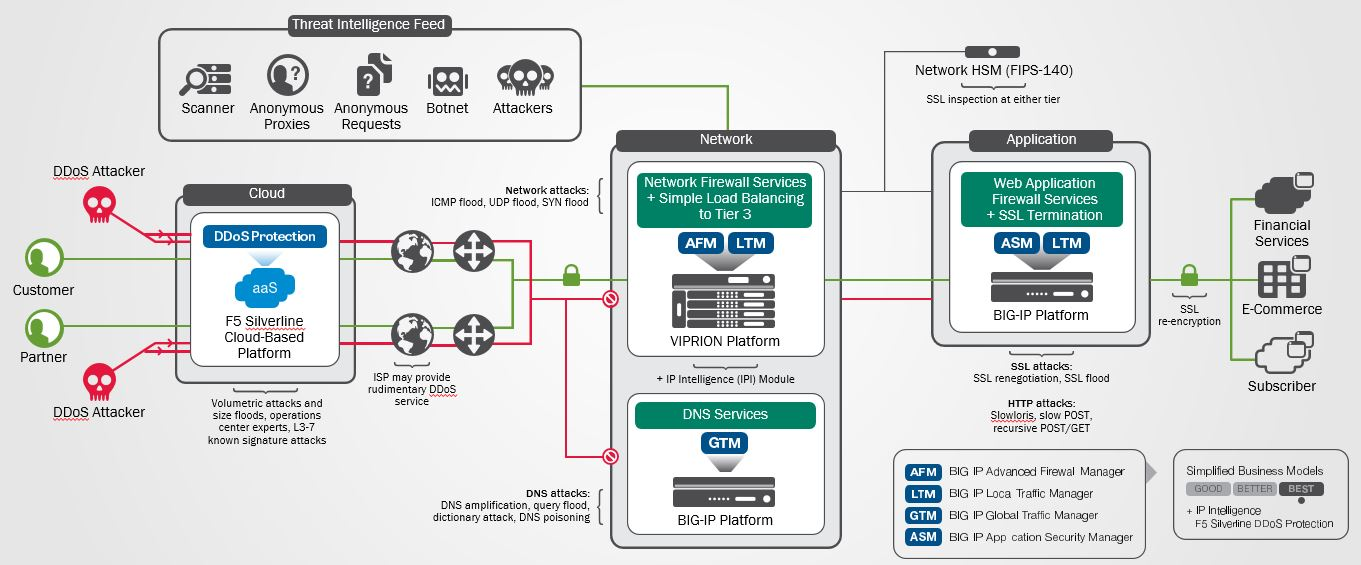 Threat Intelligence Feed
?
?
Scanner
Anonymous
Proxies
Anonymous
Requests
Botnet
Attackers
Network HSM (FIPS-140)
SSL inspection at either tier
DDoS Attacker
Customer
Partner
DDoS Attacker
Cloud
DDoS Protection
aaS
F5 Silverline
Cloud-Based
Platform
Volumetric attacks and
size floods, operations
center experts, L3-7
known signature attacks
ISP may provide
rudimentary DDoS
service
Network attacks:
ICMP flood, UDP flood, SYN flood
Network
Network Firewall Services
+ Simple Load Balancing
to Tier 3
AFM LTM
VIPRION Platform
+ IP Intelligence (IPI) Module
DNS Services
GTM
BIG-IP Platform
DNS attacks:
DNS amplification, query flood,
dictionary attack, DNS poisoning
Application
Web Application
Firewall Services
+ SSL Termination
ASM LTM
BIG-IP Platform
SSL attacks:
SSL renegotiation, SSL flood
HTTP attacks:
Slowloris, slow POST,
recursive POST/GET
SSL
re-encryption
Financial
Services
E-Commerce
Subscriber
AFM BIG IP Advanced Firewal Manager
LTM BIG IP Loca Traffic Manager
GTM BIG IP Global Traffic Manager
ASM BIG IP App cation Security Manager
Simplified Business Models
GOOD BETTER BEST
+ IP Intelligence
F5 Silverline DDoS Protection